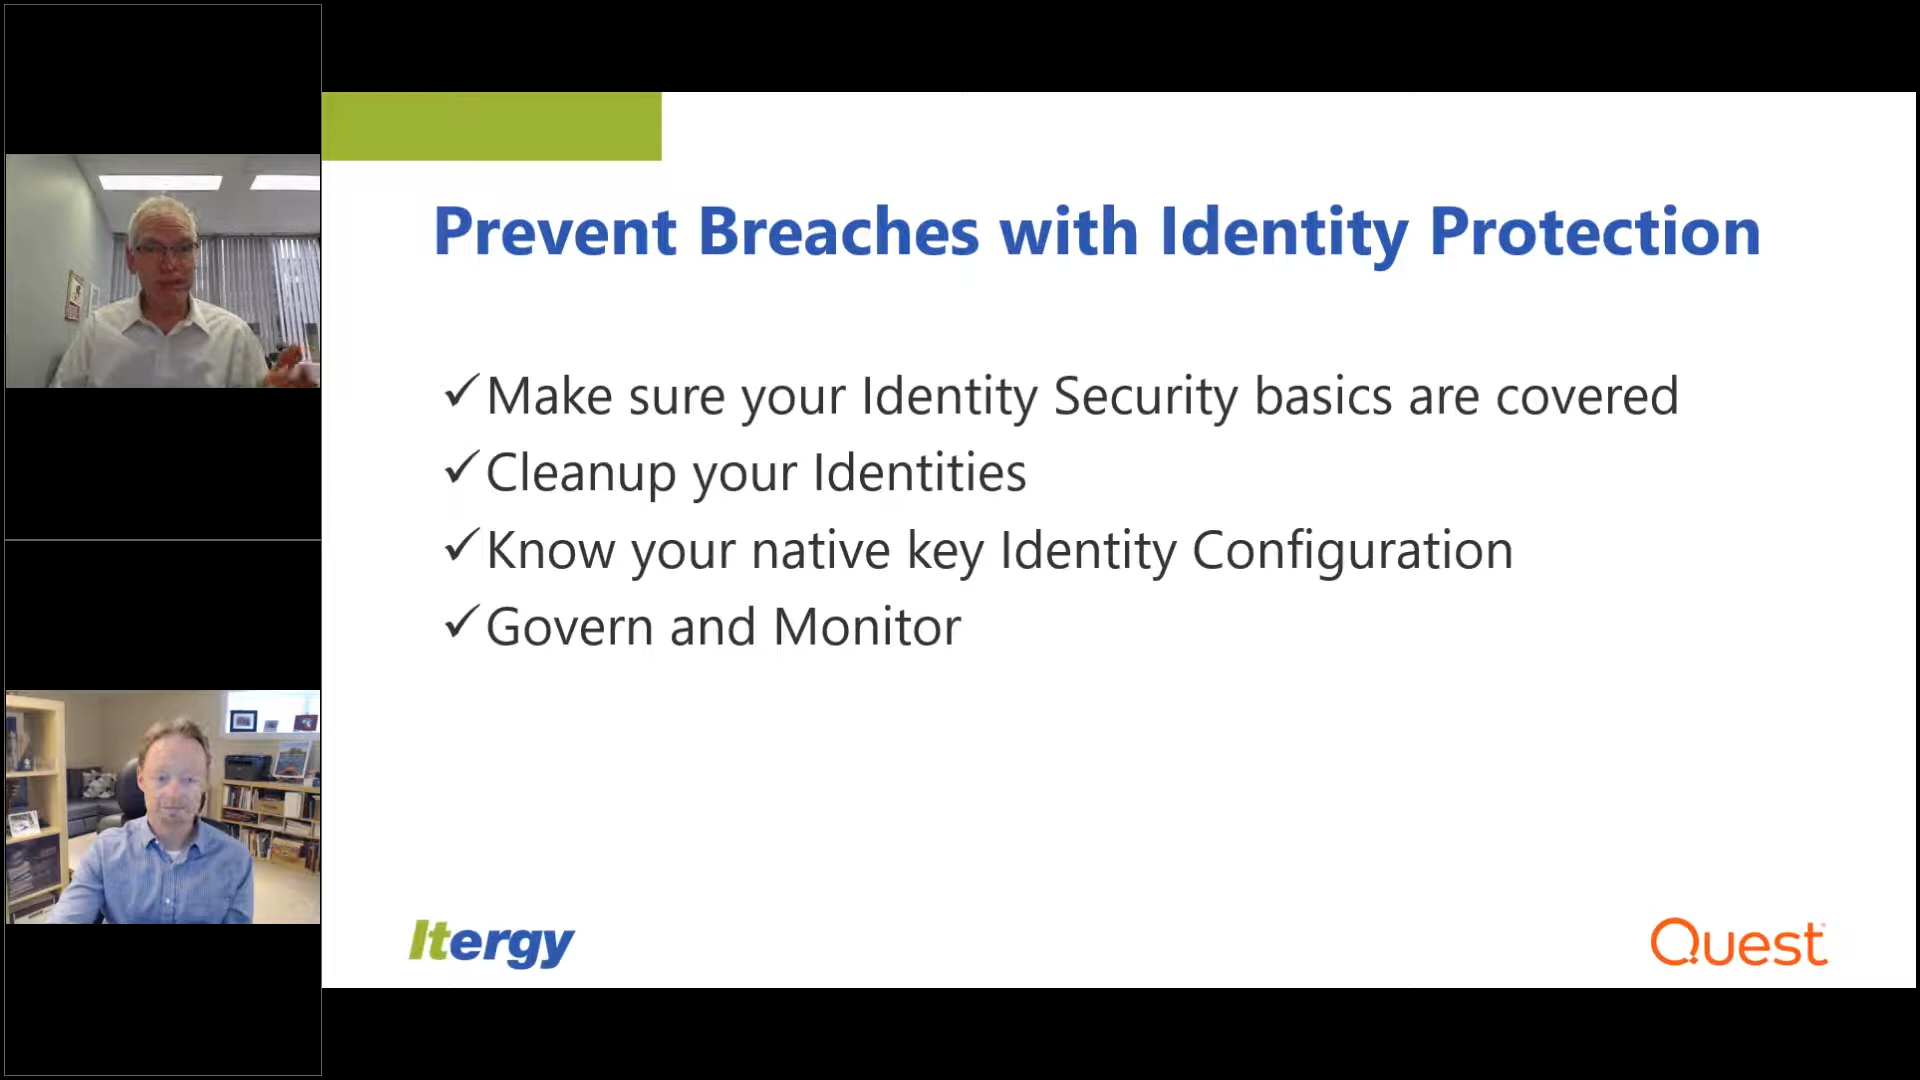 Prevent Breaches with Identity Protection
✓Make sure your Identity Security basics are covered
✓Cleanup your Identities
✓Know your native key Identity Configuration
✓Govern and Monitor
Itergy
Quest